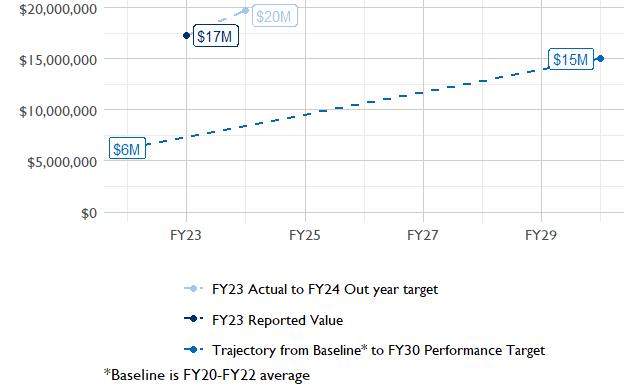 $20,000,000
$20M
$17M
$15,000,000
$15M
$10,000,000
$6M
$5,000,000
$0
FY23 FY25 FY27 FY29
FY23 Actual to FY24 Out year target
FY23 Reported Value
Trajectory from Baseline* to FY30 Performance Target
*Baseline is FY20-FY22 average